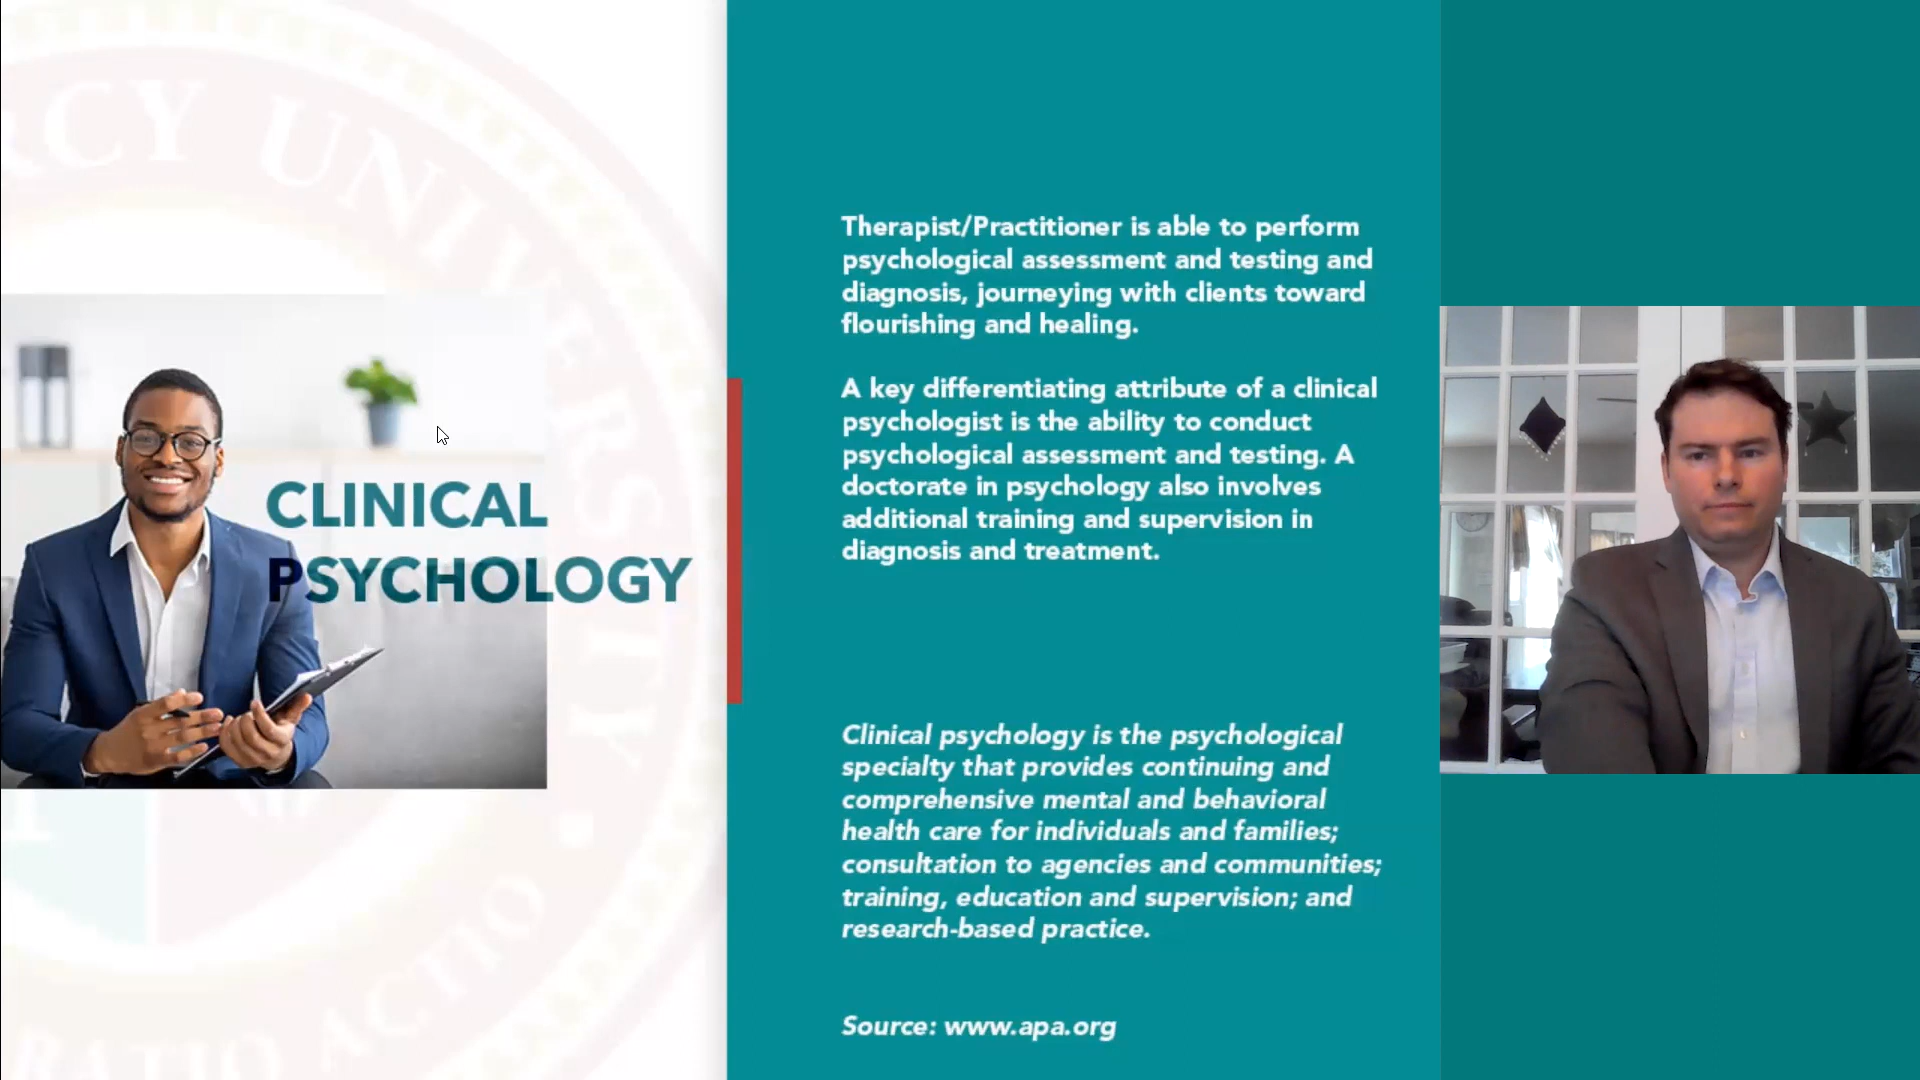 RCY UNIVERSITY
CLINICAL
PSYCHOLOGY
RATIO ACTIO
Therapist/Practitioner is able to perform
psychological assessment and testing and
diagnosis, journeying with clients toward
flourishing and healing.
A key differentiating attribute of a clinical
psychologist is the ability to conduct
psychological assessment and testing. A
doctorate in psychology also involves
additional training and supervision in
diagnosis and treatment.
Clinical psychology is the psychological
specialty that provides continuing and
comprehensive mental and behavioral
health care for individuals and families;
consultation to agencies and communities;
training, education and supervision; and
research-based practice.
Source: www.apa.org